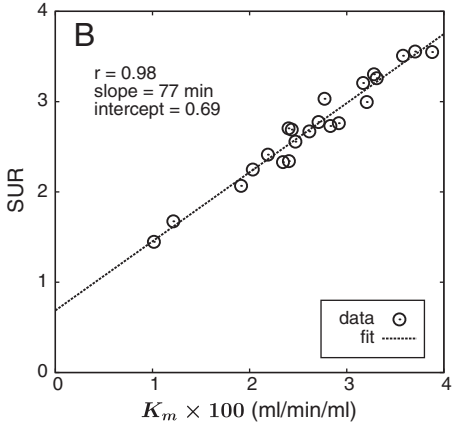 B
r = 0.98
slope = 77 min
intercept = 0.69
SUR
4
3
2
1
0
data
fit
0 1 2 3 4
K_m × 100 (ml/min/ml)